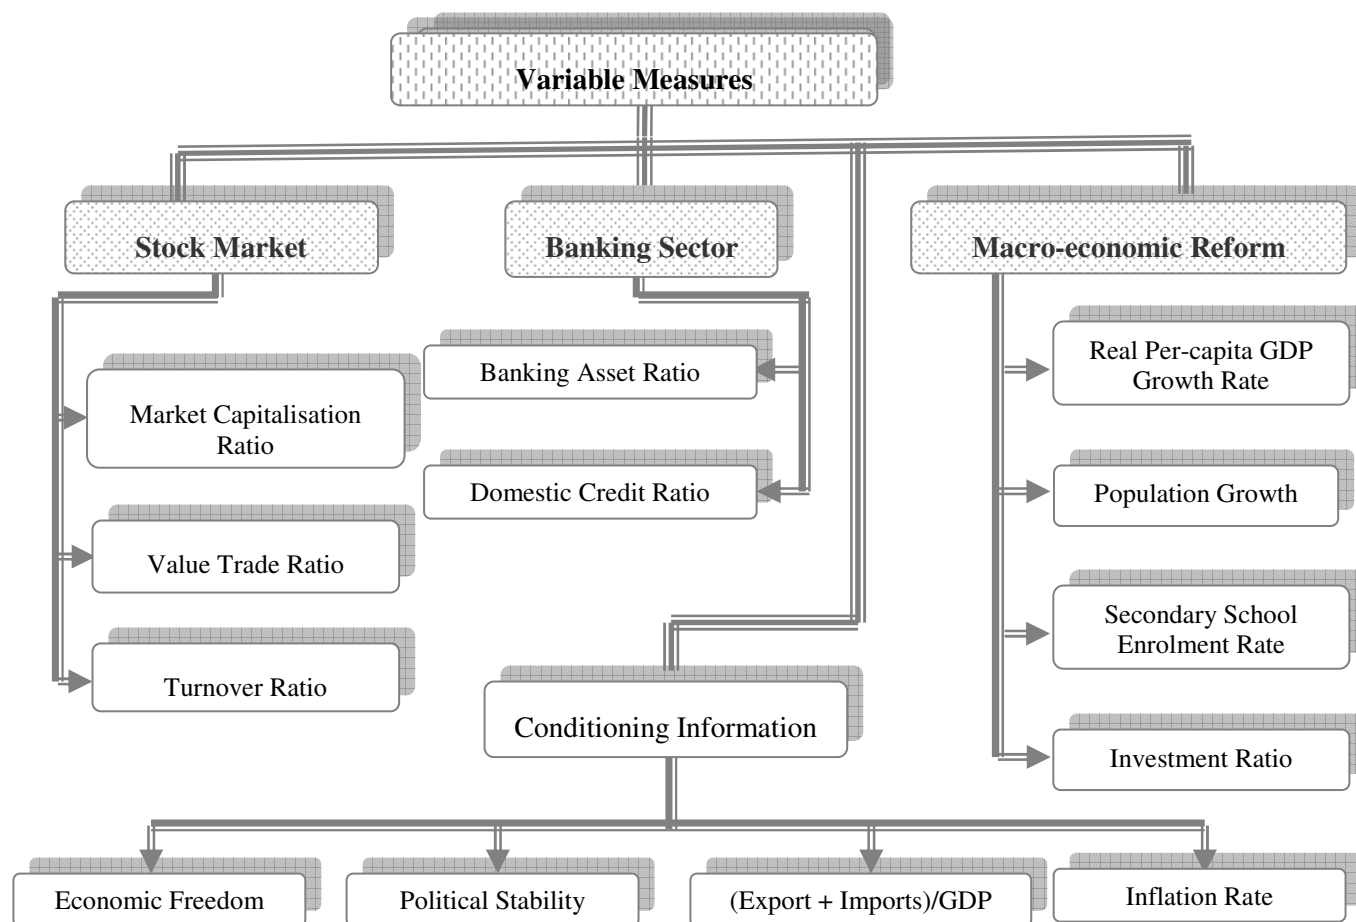 Variable Measures
Stock Market
Banking Sector
Macro-economic Reform
Market Capitalisation
Ratio
Value Trade Ratio
Turnover Ratio
Banking Asset Ratio
Domestic Credit Ratio
Real Per-capita GDP
Growth Rate
Population Growth
Secondary School
Enrolment Rate
Investment Ratio
Conditioning Information
Economic Freedom
Political Stability
(Export + Imports)/GDP
Inflation Rate